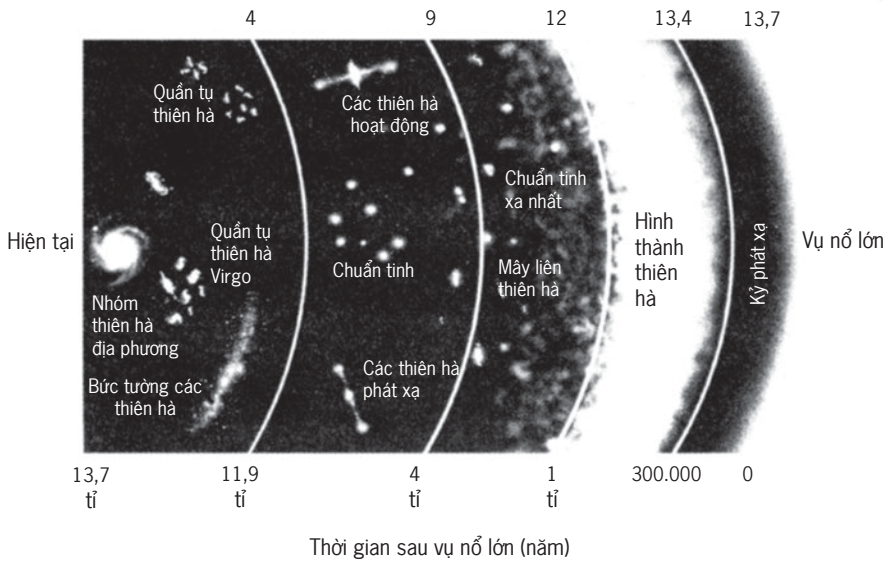 4 9 12 13,4 13,7
Quần tụ
thiên hà
Các thiên hà
hoạt động
Chuẩn tinh
xa nhất
Hiện tại
Quần tụ
thiên hà
Virgo
Chuẩn tinh
Mây liên
thiên hà
Hình
thành
thiên
hà
Kỷ phát xạ
Vụ nổ lớn
Nhóm
thiên hà
địa phương
Bức tường các
thiên hà
Các thiên hà
phát xạ
13,7 11,9 4 1 300.000 0
tỉ tỉ tỉ tỉ
Thời gian sau vụ nổ lớn (năm)